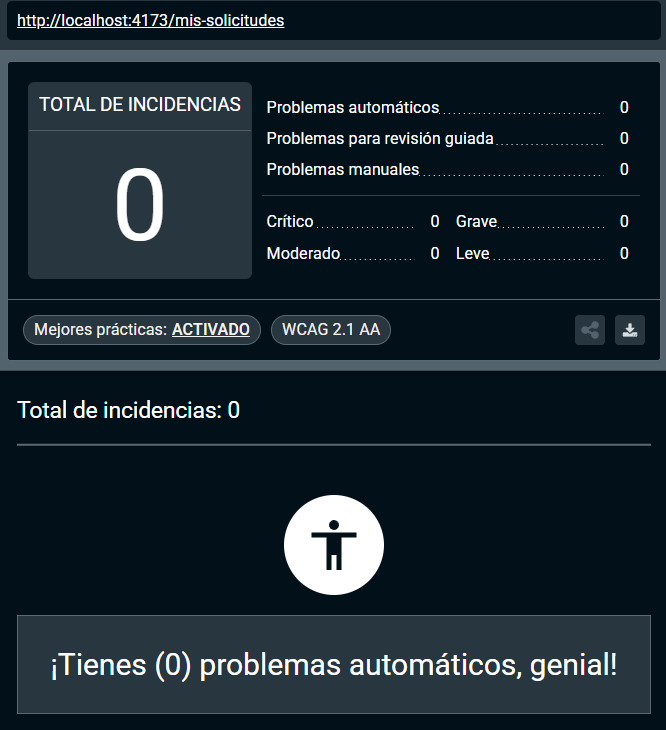 http://localhost:4173/mis-solicitudes
TOTAL DE INCIDENCIAS
0
Problemas automáticos 0
Problemas para revisión guiada 0
Problemas manuales 0
Crítico 0 Grave 0
Moderado 0 Leve 0
Mejores prácticas: ACTIVADO WCAG 2.1 AA
Total de incidencias: 0
¡Tienes (0) problemas automáticos, genial!